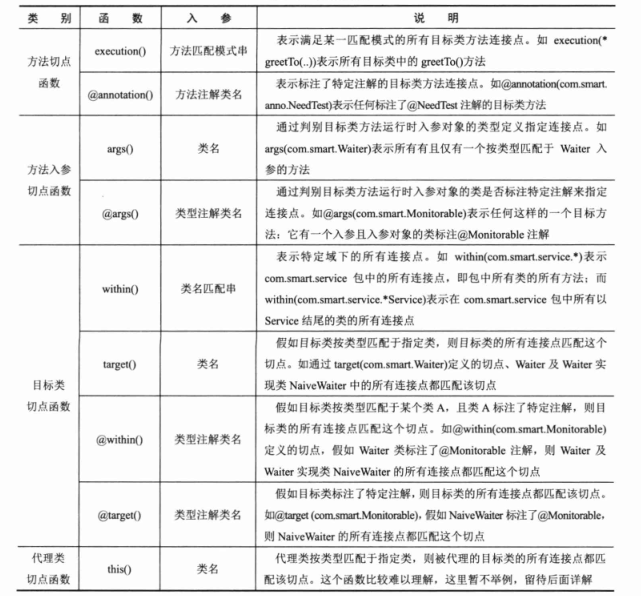 类 别 函 数 入 参 说 明
方法切点
函数
execution() 方法匹配模式串
表示满足某一匹配模式的所有目标类方法连接点。如 execution(*
greetTo(..))表示所有目标类中的 greetTo()方法
@annotation() 方法注解类名
表示标注了特定注解的目标类方法连接点。如@annotation(com.smart.
anno.NeedTest)表示任何标注了@NeedTest 注解的目标类方法
方法入参
切点函数
args() 类名
通过判别目标类方法运行时入参对象的类型定义指定连接点。如
args(com.smart.Waiter)表示所有有且仅有一个按类型匹配于 Waiter 入
参的方法
@args() 类型注解类名
通过判别目标类方法运行时入参对象的类是否标注特定注解来指定
连接点。如@args(com.smart.Monitorable)表示任何这样的一个目标方
法：它有一个入参且入参对象的类标注@Monitorable 注解
目标类
切点函数
within() 类名匹配串
表示特定域下的所有连接点。如 within(com.smart.service.*)表示
com.smart.service 包中的所有连接点，即包中所有类的所有方法；而
within(com.smart.service.*Service)表示在 com.smart.service 包中所有以
Service 结尾的类的所有连接点
target() 类名
假如目标类按类型匹配于指定类，则目标类的所有连接点匹配这个
切点。如通过 target(com.smart.Waiter)定义的切点、Waiter 及 Waiter 实
现类 NaiveWaiter 中的所有连接点都匹配该切点
@within() 类型注解类名
假如目标类按类型匹配于某个类 A，且类 A 标注了特定注解，则目
标类的所有连接点匹配这个切点。如@within(com.smart.Monitorable)
定义的切点，假如 Waiter 类标注了@Monitorable 注解，则 Waiter 及
Waiter 实现类 NaiveWaiter 的所有连接点都匹配这个切点
@target() 类型注解类名
假如目标类标注了特定注解，则目标类的所有连接点都匹配该切点。
如@target (com.smart.Monitorable)，假如 NaiveWaiter 标注了@Monitorable，
则 NaiveWaiter 的所有连接点都匹配这个切点
代理类
切点函数
this() 类名
代理类按类型匹配于指定类，则被代理的目标类的所有连接点都匹
配该切点。这个函数比较难以理解，这里暂不举例，留待后面详解